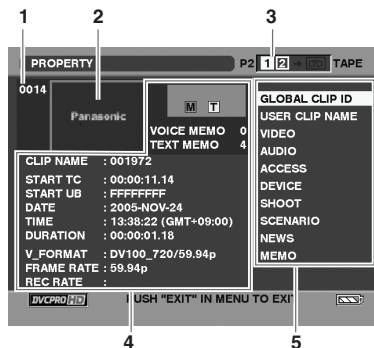 1 2 3
PROPERTY P2 1 2 → TAPE
0014
Panasonic
M T
VOICE MEMO 0
TEXT MEMO 4
CLIP NAME : 001972
START TC : 00:00:11.14
START UB : FFFFFFFF
DATE : 2005-NOV-24
TIME : 13:38:22 (GMT+09:00)
DURATION : 00:00:01.18
V_FORMAT : DV100_720/59.94p
FRAME RATE : 59.94p
REC RATE :
GLOBAL CLIP ID
USER CLIP NAME
VIDEO
AUDIO
ACCESS
DEVICE
SHOOT
SCENARIO
NEWS
MEMO
DVCPRO HD PUSH "EXIT" IN MENU TO EXIT
4 5